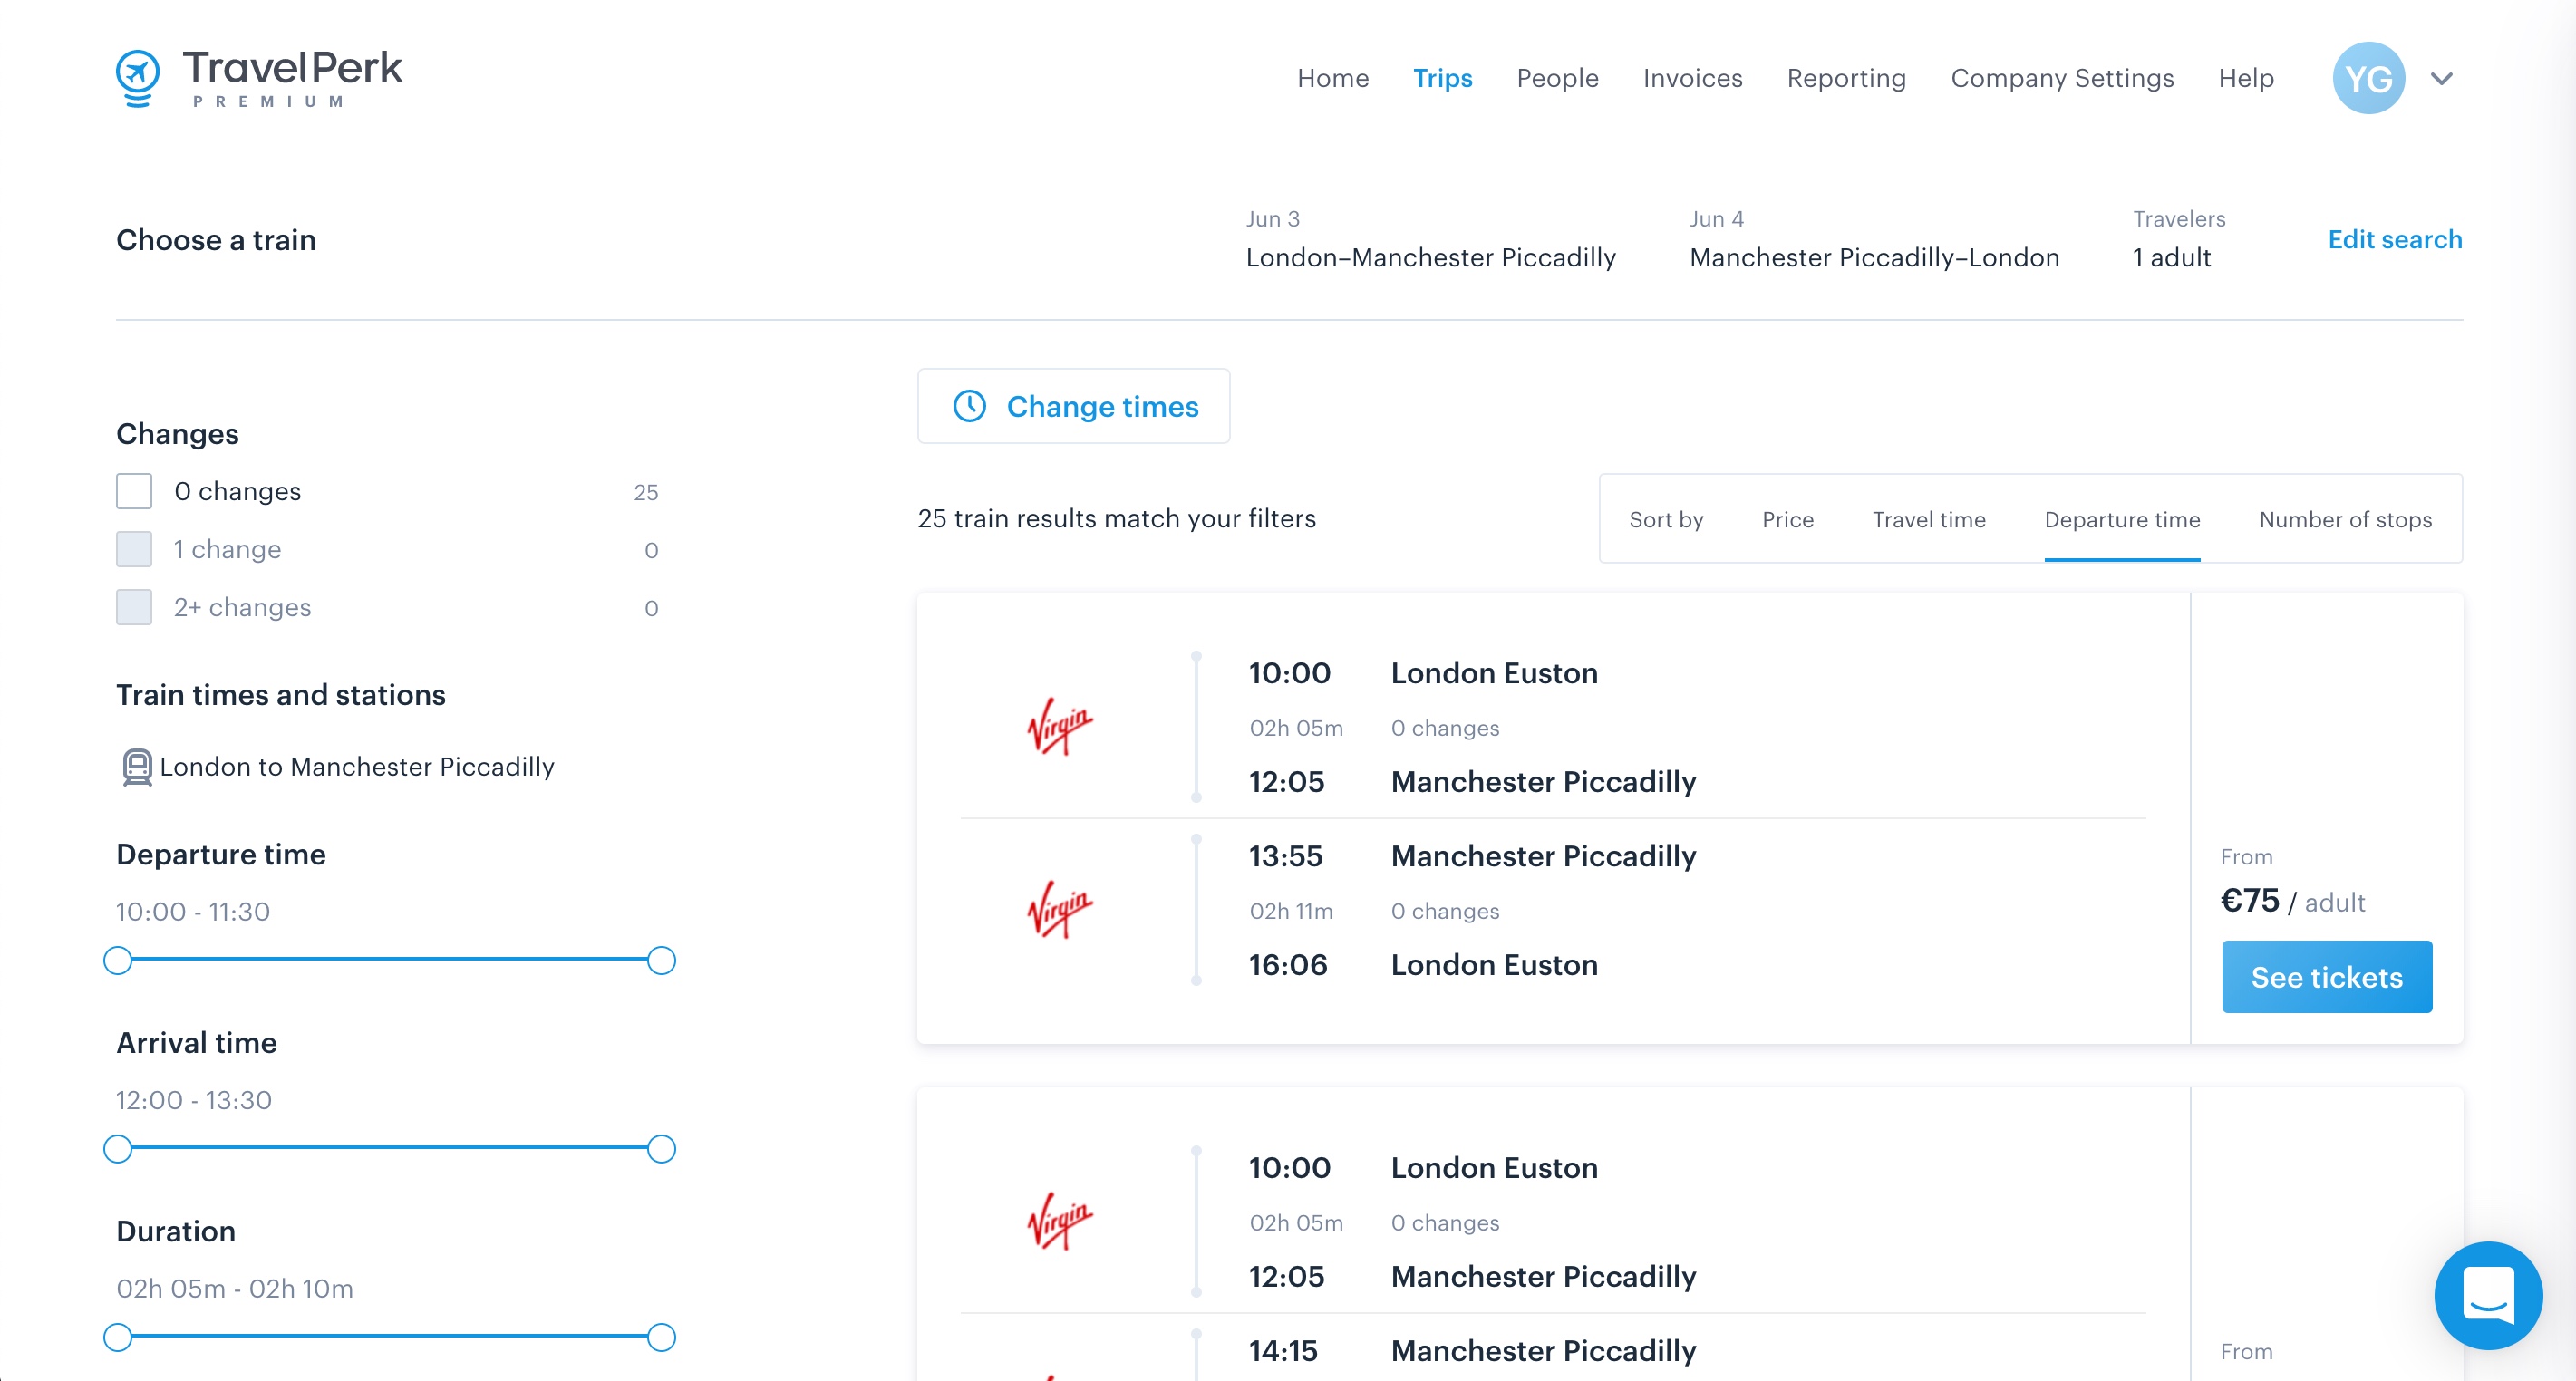 TravelPerk
PREMIUM
Home Trips People Invoices Reporting Company Settings Help YG
Choose a train
Jun 3
London–Manchester Piccadilly
Jun 4
Manchester Piccadilly–London
Travelers
1 adult
Edit search
Changes
0 changes 25
1 change 0
2+ changes 0
Train times and stations
London to Manchester Piccadilly
Departure time
10:00 - 11:30
Arrival time
12:00 - 13:30
Duration
02h 05m - 02h 10m
Change times
25 train results match your filters
Sort by Price Travel time Departure time Number of stops
Virgin
10:00 London Euston
02h 05m 0 changes
12:05 Manchester Piccadilly
Virgin
13:55 Manchester Piccadilly
02h 11m 0 changes
16:06 London Euston
From
€75 / adult
See tickets
Virgin
10:00 London Euston
02h 05m 0 changes
12:05 Manchester Piccadilly
14:15 Manchester Piccadilly
From